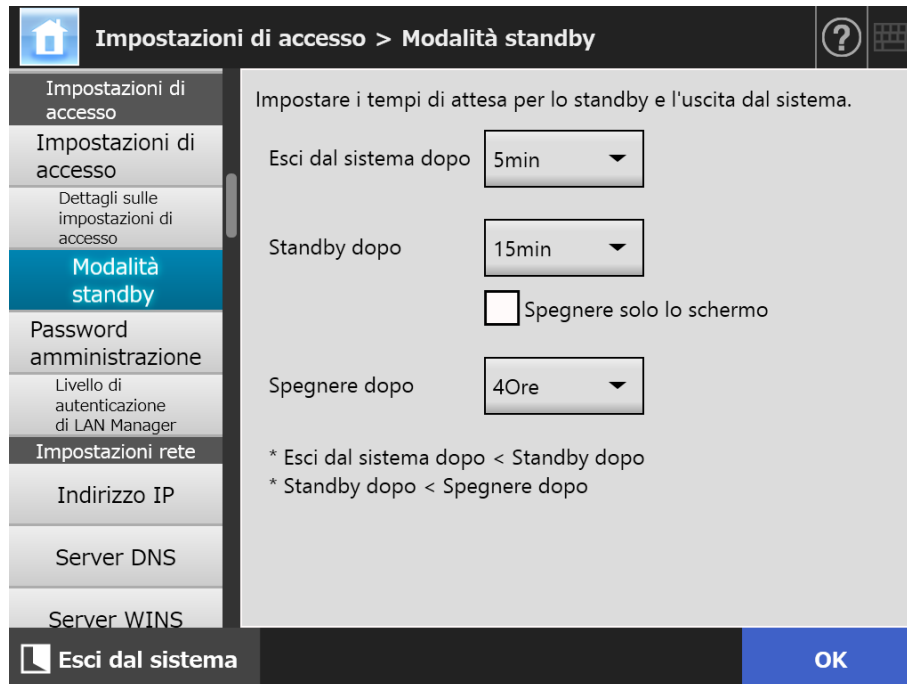 Impostazioni di accesso > Modalità standby
?
Impostazioni di
accesso
Impostazioni di
accesso
Dettagli sulle
impostazioni di
accesso
Modalità
standby
Password
amministrazione
Livello di
autenticazione
di LAN Manager
Impostazioni rete
Indirizzo IP
Server DNS
Server WINS
Impostare i tempi di attesa per lo standby e l'uscita dal sistema.
Esci dal sistema dopo 5min
Standby dopo 15min
Spegnere solo lo schermo
Spegnere dopo 4Ore
* Esci dal sistema dopo < Standby dopo
* Standby dopo < Spegnere dopo
Esci dal sistema
OK